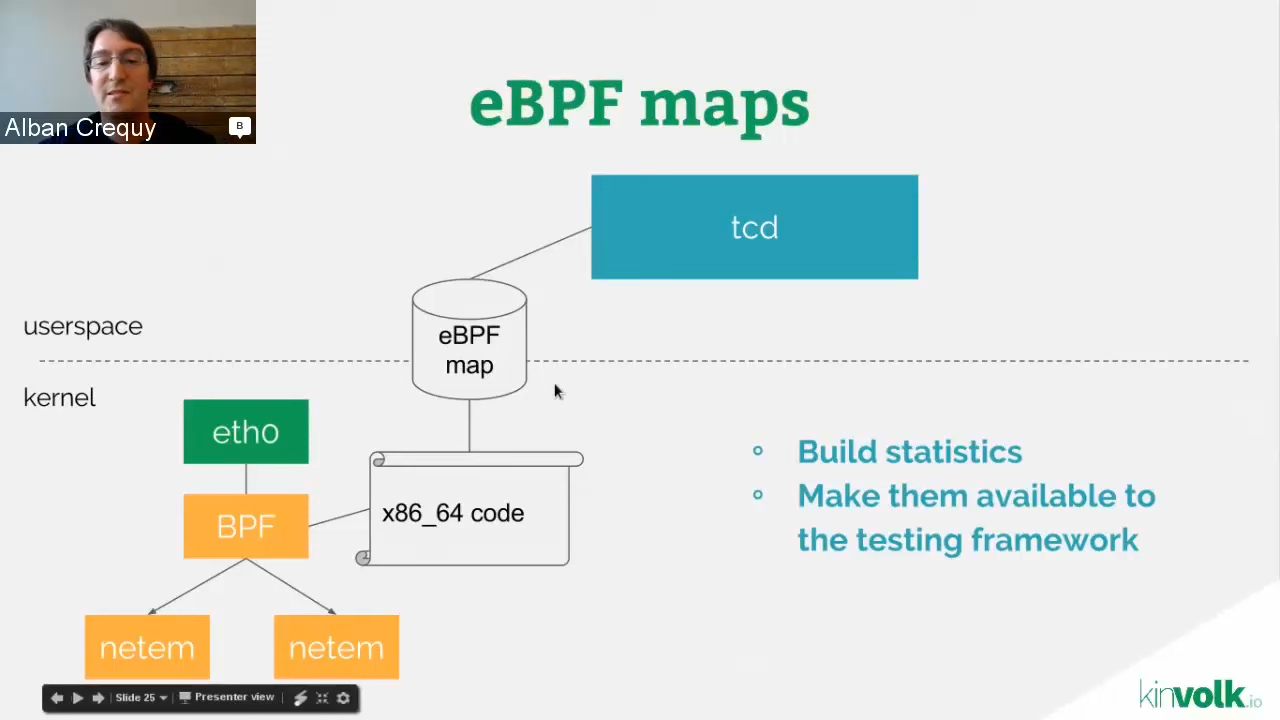 Alban Crequy
B
eBPF maps
tcd
userspace
eBPF
map
kernel
eth0
BPF
x86_64 code
netem
netem
Build statistics
Make them available to
the testing framework
Slide 25
Presenter view
kinvolk.io